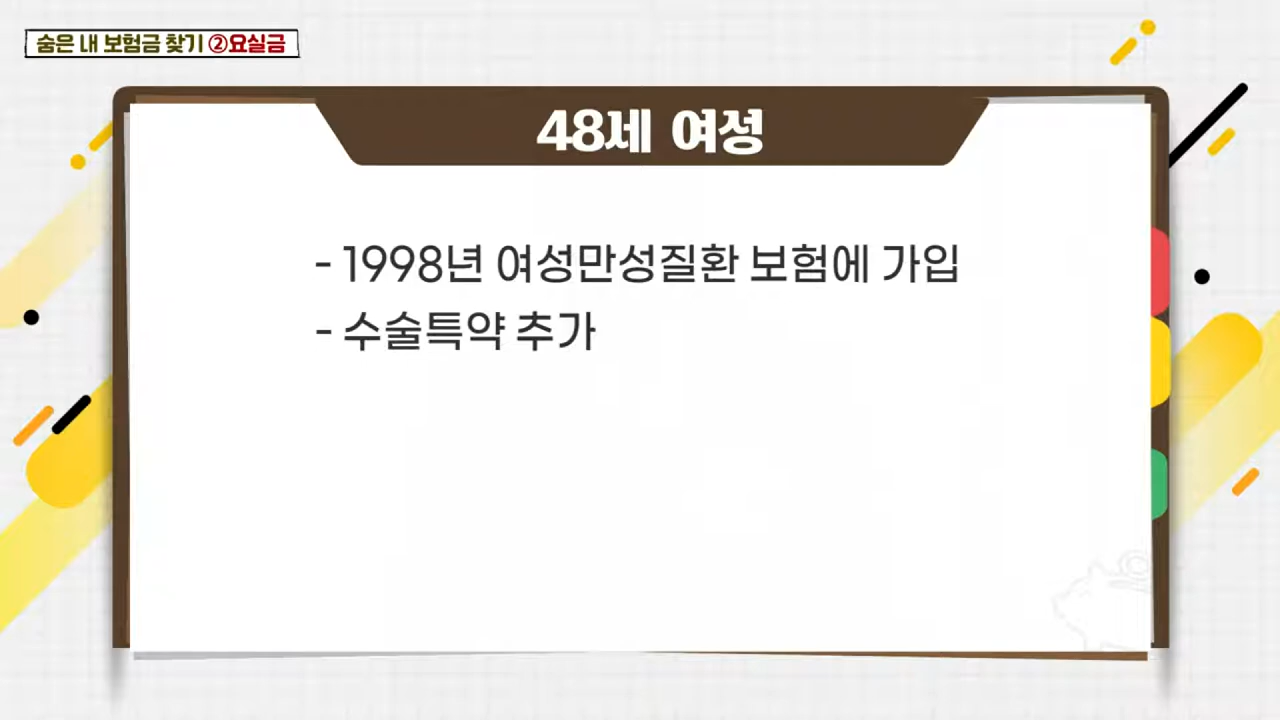 숨은 내 보험금 찾기 ②요실금
48세 여성
- 1998년 여성만성질환 보험에 가입
- 수술특약 추가